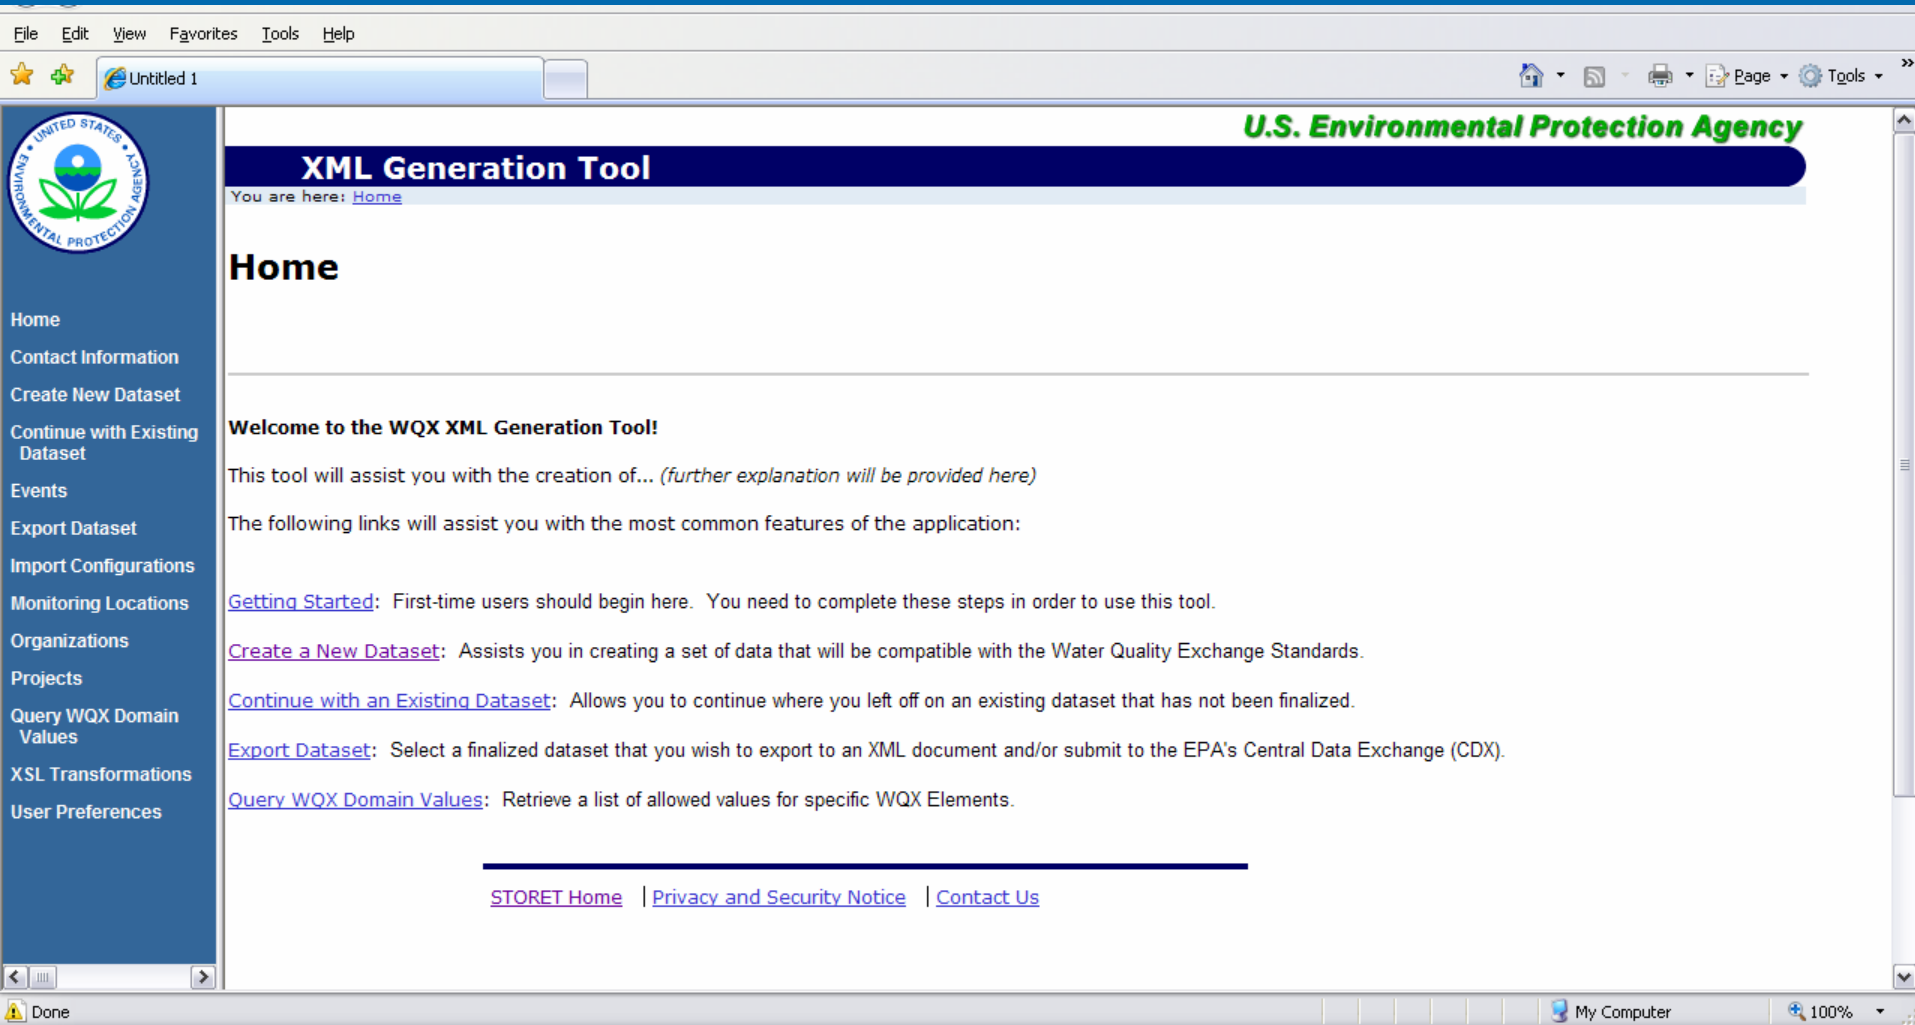 File Edit View Favorites Tools Help
Untitled 1
Page Tools »
UNITED STATES ENVIRONMENTAL PROTECTION AGENCY
U.S. Environmental Protection Agency
XML Generation Tool
You are here: Home
Home
Home
Contact Information
Create New Dataset
Continue with Existing
Dataset
Events
Export Dataset
Import Configurations
Monitoring Locations
Organizations
Projects
Query WQX Domain
Values
XSL Transformations
User Preferences
Welcome to the WQX XML Generation Tool!
This tool will assist you with the creation of... (further explanation will be provided here)
The following links will assist you with the most common features of the application:
Getting Started: First-time users should begin here. You need to complete these steps in order to use this tool.
Create a New Dataset: Assists you in creating a set of data that will be compatible with the Water Quality Exchange Standards.
Continue with an Existing Dataset: Allows you to continue where you left off on an existing dataset that has not been finalized.
Export Dataset: Select a finalized dataset that you wish to export to an XML document and/or submit to the EPA's Central Data Exchange (CDX).
Query WQX Domain Values: Retrieve a list of allowed values for specific WQX Elements.
STORET Home | Privacy and Security Notice | Contact Us
Done
My Computer
100%